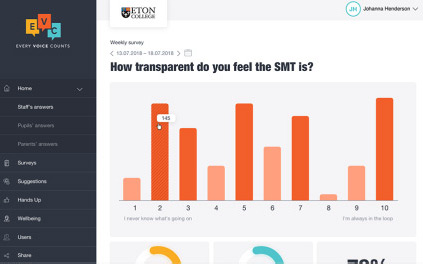 E V C
EVERY VOICE COUNTS
Home
Staff's answers
Pupils' answers
Parents' answers
Surveys
Suggestions
Hands Up
Wellbeing
Users
Share
ETON
COLLEGE
JH Johanna Henderson
Weekly survey
13.07.2018 – 18.07.2018
How transparent do you feel the SMT is?
145
1 2 3 4 5 6 7 8 9 10
I never know what's going on I'm always in the loop